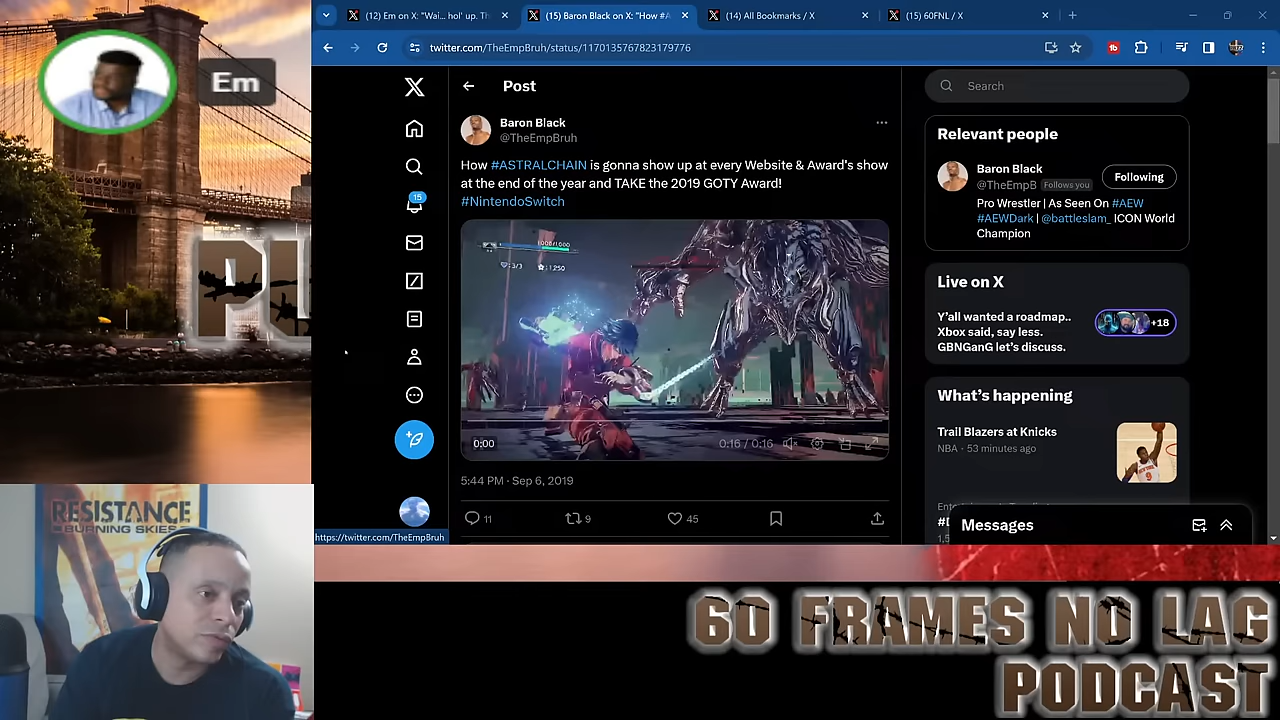 (12) Em on X: "Wai... hol' up. Th
(15) Baron Black on X: "How #A
(14) All Bookmarks / X
(15) 60FNL / X
twitter.com/TheEmpBruh/status/1170135767823179776
Em
Post
Search
Baron Black
@TheEmpBruh
How #ASTRALCHAIN is gonna show up at every Website & Award's show
at the end of the year and TAKE the 2019 GOTY Award!
#NintendoSwitch
0:00
0:16 / 0:16
5:44 PM · Sep 6, 2019
11
9
45
15
Relevant people
Baron Black
@TheEmpB Follows you
Following
Pro Wrestler | As Seen On #AEW
#AEWDark | @battleslam_ ICON World
Champion
Live on X
Y'all wanted a roadmap..
Xbox said, say less.
GBNGanG let's discuss.
+18
What's happening
Trail Blazers at Knicks
NBA · 53 minutes ago
Messages
https://twitter.com/TheEmpBruh
RESISTANCE
BURNING SKIES
60 FRAMES NO LAG
PODCAST